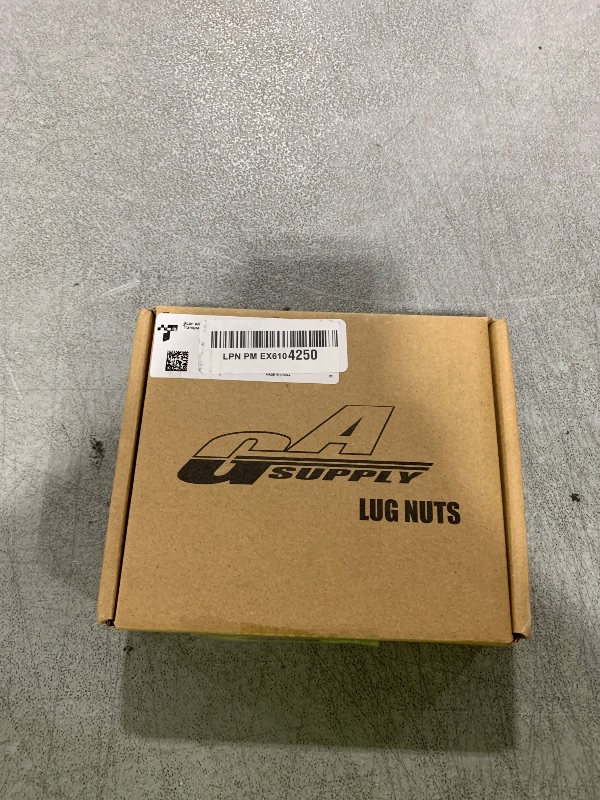 LPN PM EX6104250
GA
SUPPLY
LUG NUTS